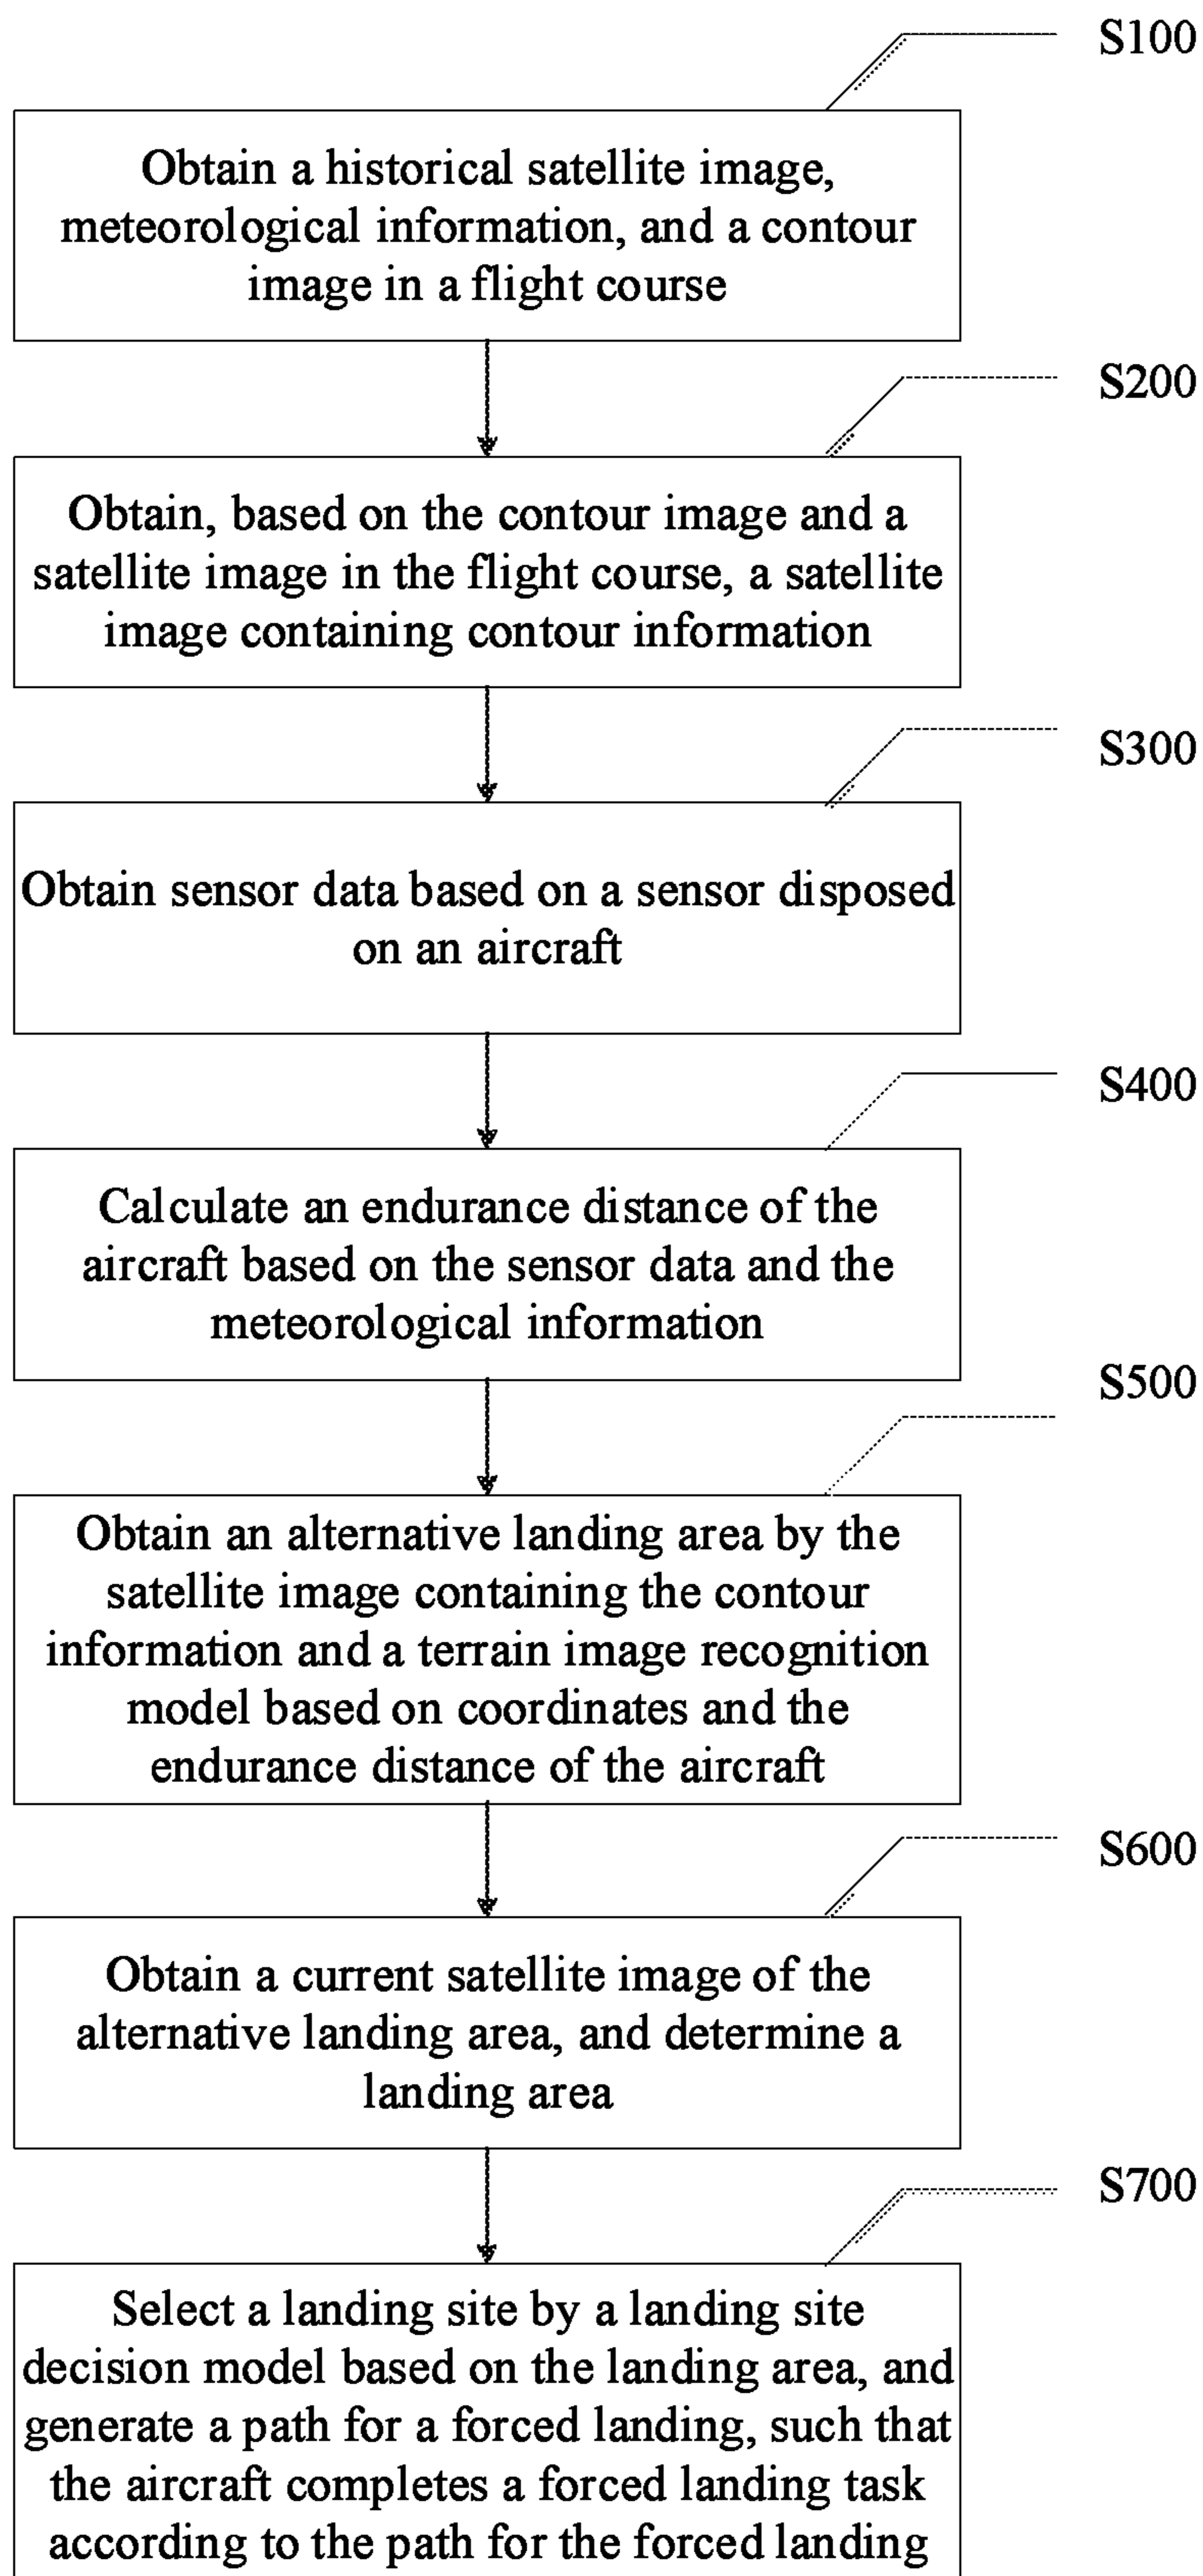 S100
Obtain a historical satellite image,
meteorological information, and a contour
image in a flight course
S200
Obtain, based on the contour image and a
satellite image in the flight course, a satellite
image containing contour information
S300
Obtain sensor data based on a sensor disposed
on an aircraft
S400
Calculate an endurance distance of the
aircraft based on the sensor data and the
meteorological information
S500
Obtain an alternative landing area by the
satellite image containing the contour
information and a terrain image recognition
model based on coordinates and the
endurance distance of the aircraft
S600
Obtain a current satellite image of the
alternative landing area, and determine a
landing area
S700
Select a landing site by a landing site
decision model based on the landing area, and
generate a path for a forced landing, such that
the aircraft completes a forced landing task
according to the path for the forced landing